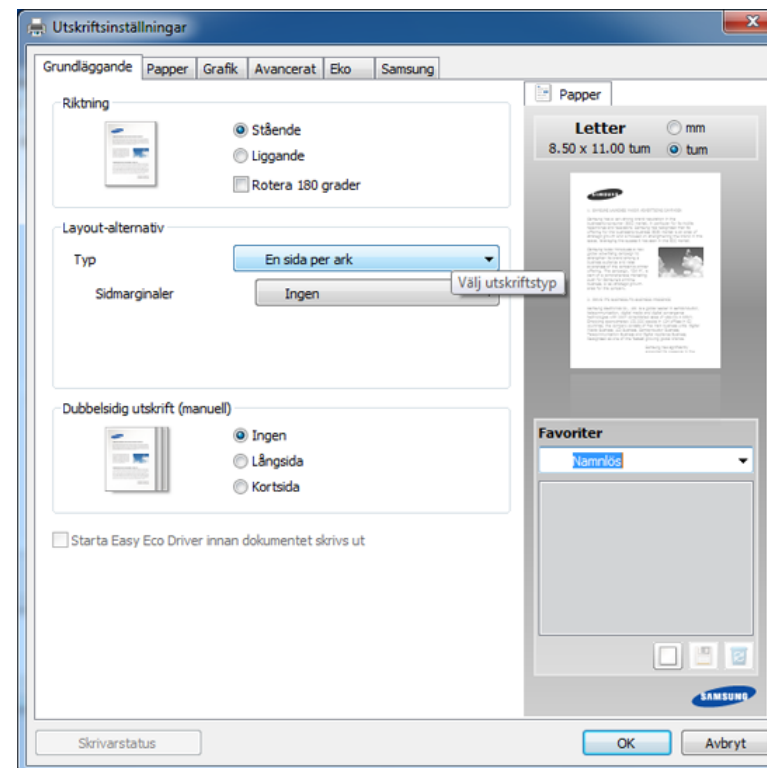 Utskriftsinställningar
Grundläggande Papper Grafik Avancerat Eko Samsung
Riktning
Stående
Liggande
Rotera 180 grader
Layout-alternativ
Typ En sida per ark
Välj utskriftstyp
Sidmarginaler Ingen
Dubbelsidig utskrift (manuell)
Ingen
Långsida
Kortsida
Starta Easy Eco Driver innan dokumentet skrivs ut
Papper
Letter mm
8.50 x 11.00 tum tum
SAMSUNG
Favoriter
Namnlös
SAMSUNG
Skrivarstatus OK Avbryt